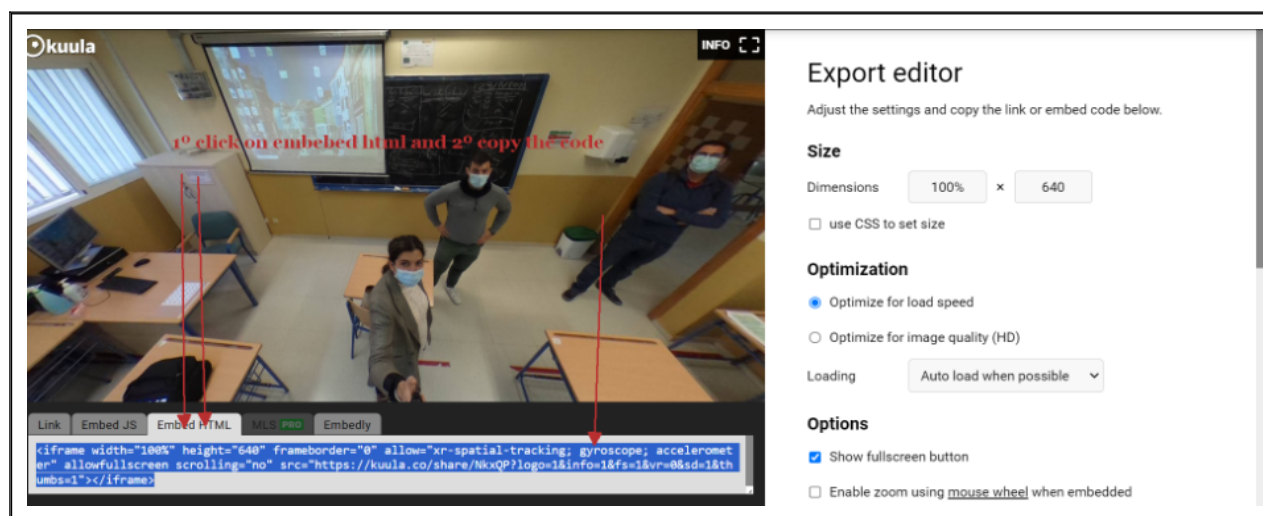 kuula
INFO
1º click on embebed html and 2º copy the code
Link Embed JS Embed HTML MLS PRO Embedly
<iframe width="100%" height="640" frameborder="0" allow="xr-spatial-tracking; gyroscope; acceleromet
er" allowfullscreen scrolling="no" src="https://kuula.co/share/NkxQP?logo=1&info=1&fs=1&vr=0&sd=1&th
umbs=1"></iframe>
Export editor
Adjust the settings and copy the link or embed code below.
Size
Dimensions 100% × 640
use CSS to set size
Optimization
Optimize for load speed
Optimize for image quality (HD)
Loading Auto load when possible
Options
Show fullscreen button
Enable zoom using mouse wheel when embedded